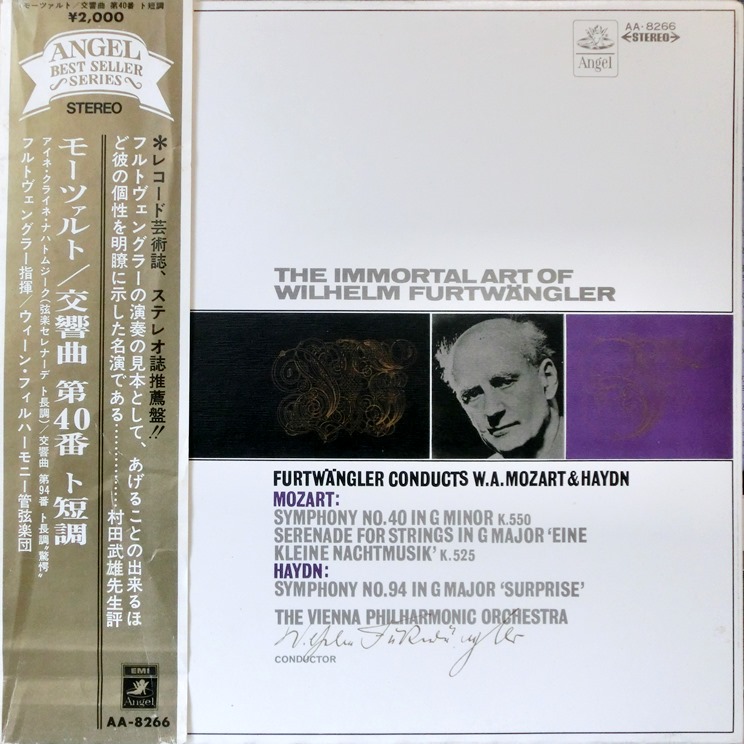 モーツァルト/交響曲 第40番 ト短調
¥2,000
ANGEL
BEST SELLER
SERIES
STEREO
*レコード芸術誌、ステレオ誌推薦盤!!
フルトヴェングラーの演奏の見本として、あげることの出来るほ
ど彼の個性を明瞭に示した名演である…………村田武雄先生評
モーツァルト/交響曲 第40番 ト短調
アイネ・クライネ・ナハトムジーク(弦楽セレナーデ ト長調)/交響曲 第94番 ト長調“驚愕”
フルトヴェングラー指揮/ウィーン・フィルハーモニー管弦楽団
EMI
Angel
AA-8266
Angel
AA-8266
STEREO
THE IMMORTAL ART OF
WILHELM FURTWÄNGLER
FURTWÄNGLER CONDUCTS W.A.MOZART & HAYDN
MOZART:
SYMPHONY NO.40 IN G MINOR K.550
SERENADE FOR STRINGS IN G MAJOR ‘EINE
KLEINE NACHTMUSIK’ K.525
HAYDN:
SYMPHONY NO.94 IN G MAJOR ‘SURPRISE’
THE VIENNA PHILHARMONIC ORCHESTRA
Wilhelm Furtwängler
CONDUCTOR